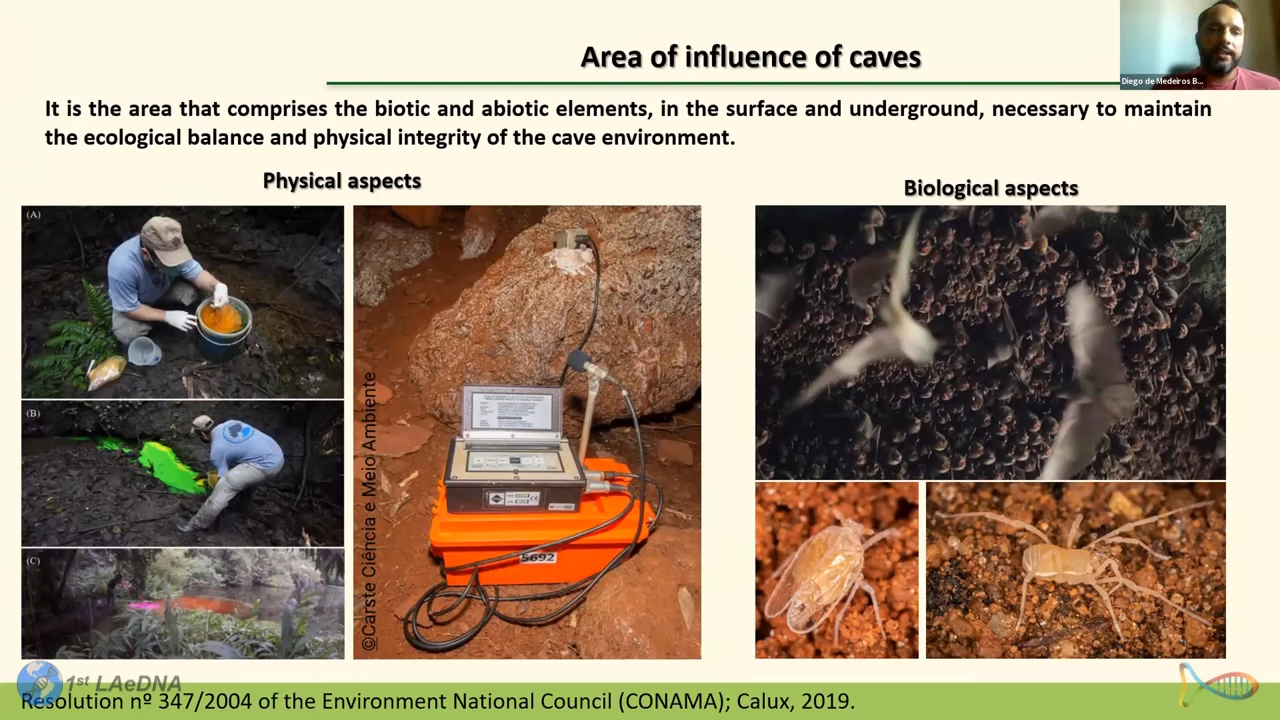 Area of influence of caves
Diego de Medeiros B...
It is the area that comprises the biotic and abiotic elements, in the surface and underground, necessary to maintain
the ecological balance and physical integrity of the cave environment.
Physical aspects
Biological aspects
(A)
(B)
(C)
©Carste Ciência e Meio Ambiente
5692
1st LAeDNA
Resolution nº 347/2004 of the Environment National Council (CONAMA); Calux, 2019.